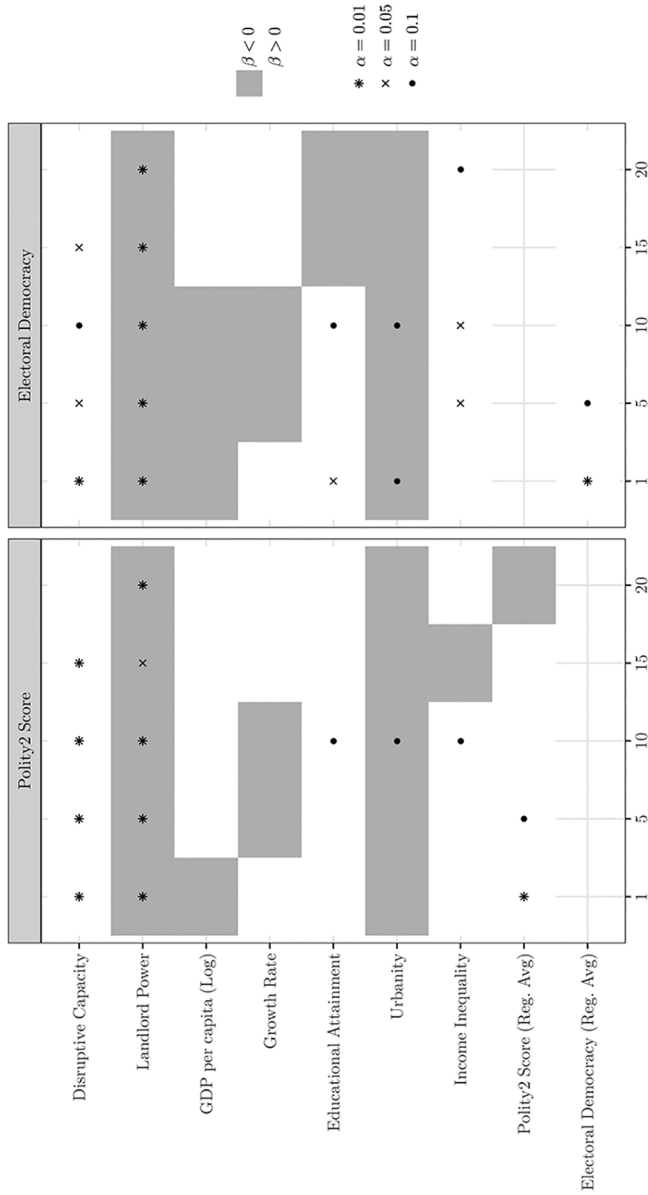 Polity2 Score
Electoral Democracy
Disruptive Capacity
Landlord Power
GDP per capita (Log)
Growth Rate
Educational Attainment
Urbanity
Income Inequality
Polity2 Score (Reg. Avg)
Electoral Democracy (Reg. Avg)
1 5 10 15 20
1 5 10 15 20
β < 0
β > 0
α = 0.01
α = 0.05
α = 0.1